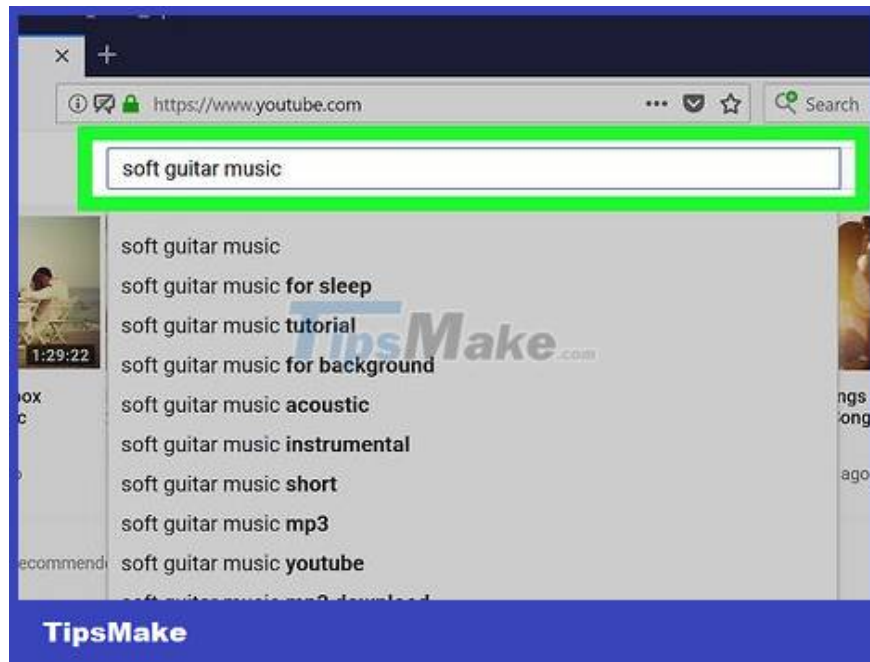 https://www.youtube.com
Search
soft guitar music
soft guitar music
soft guitar music for sleep
soft guitar music tutorial
TipsMake.com
1:29:22
soft guitar music for background
soft guitar music acoustic
soft guitar music instrumental
soft guitar music short
ago
soft guitar music mp3
soft guitar music youtube
TipsMake